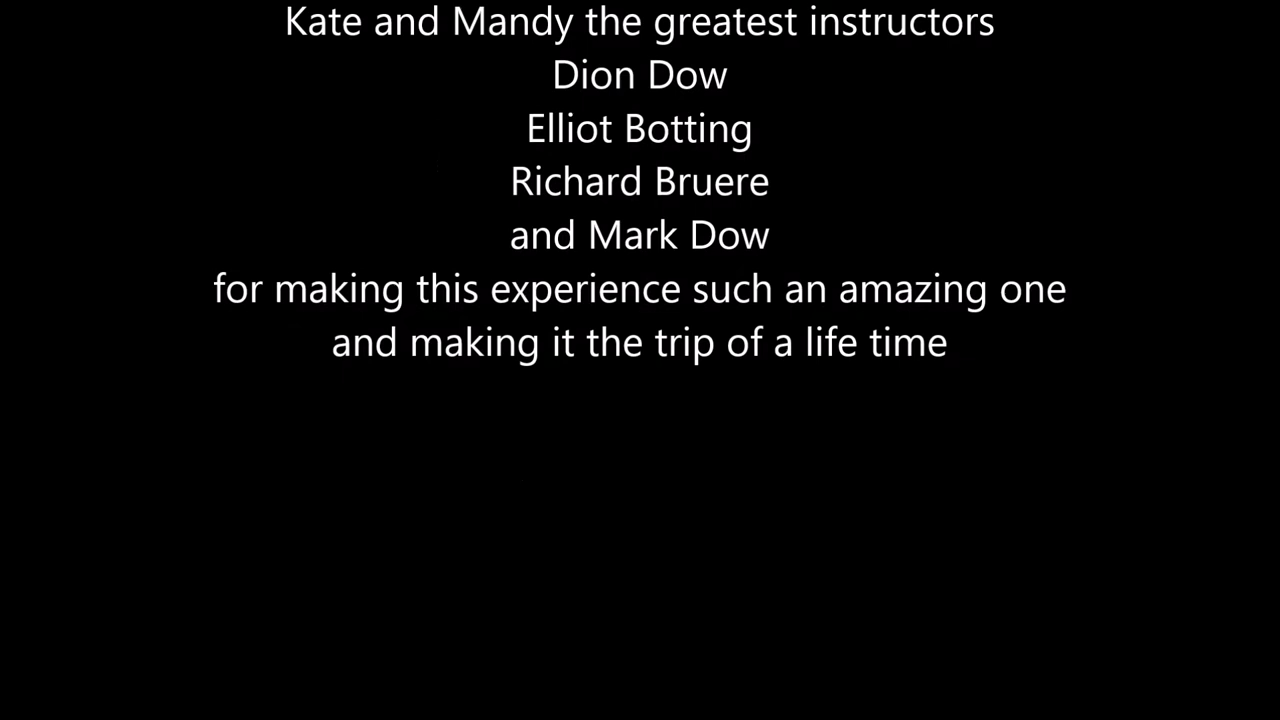 Kate and Mandy the greatest instructors
Dion Dow
Elliot Botting
Richard Bruere
and Mark Dow
for making this experience such an amazing one
and making it the trip of a life time